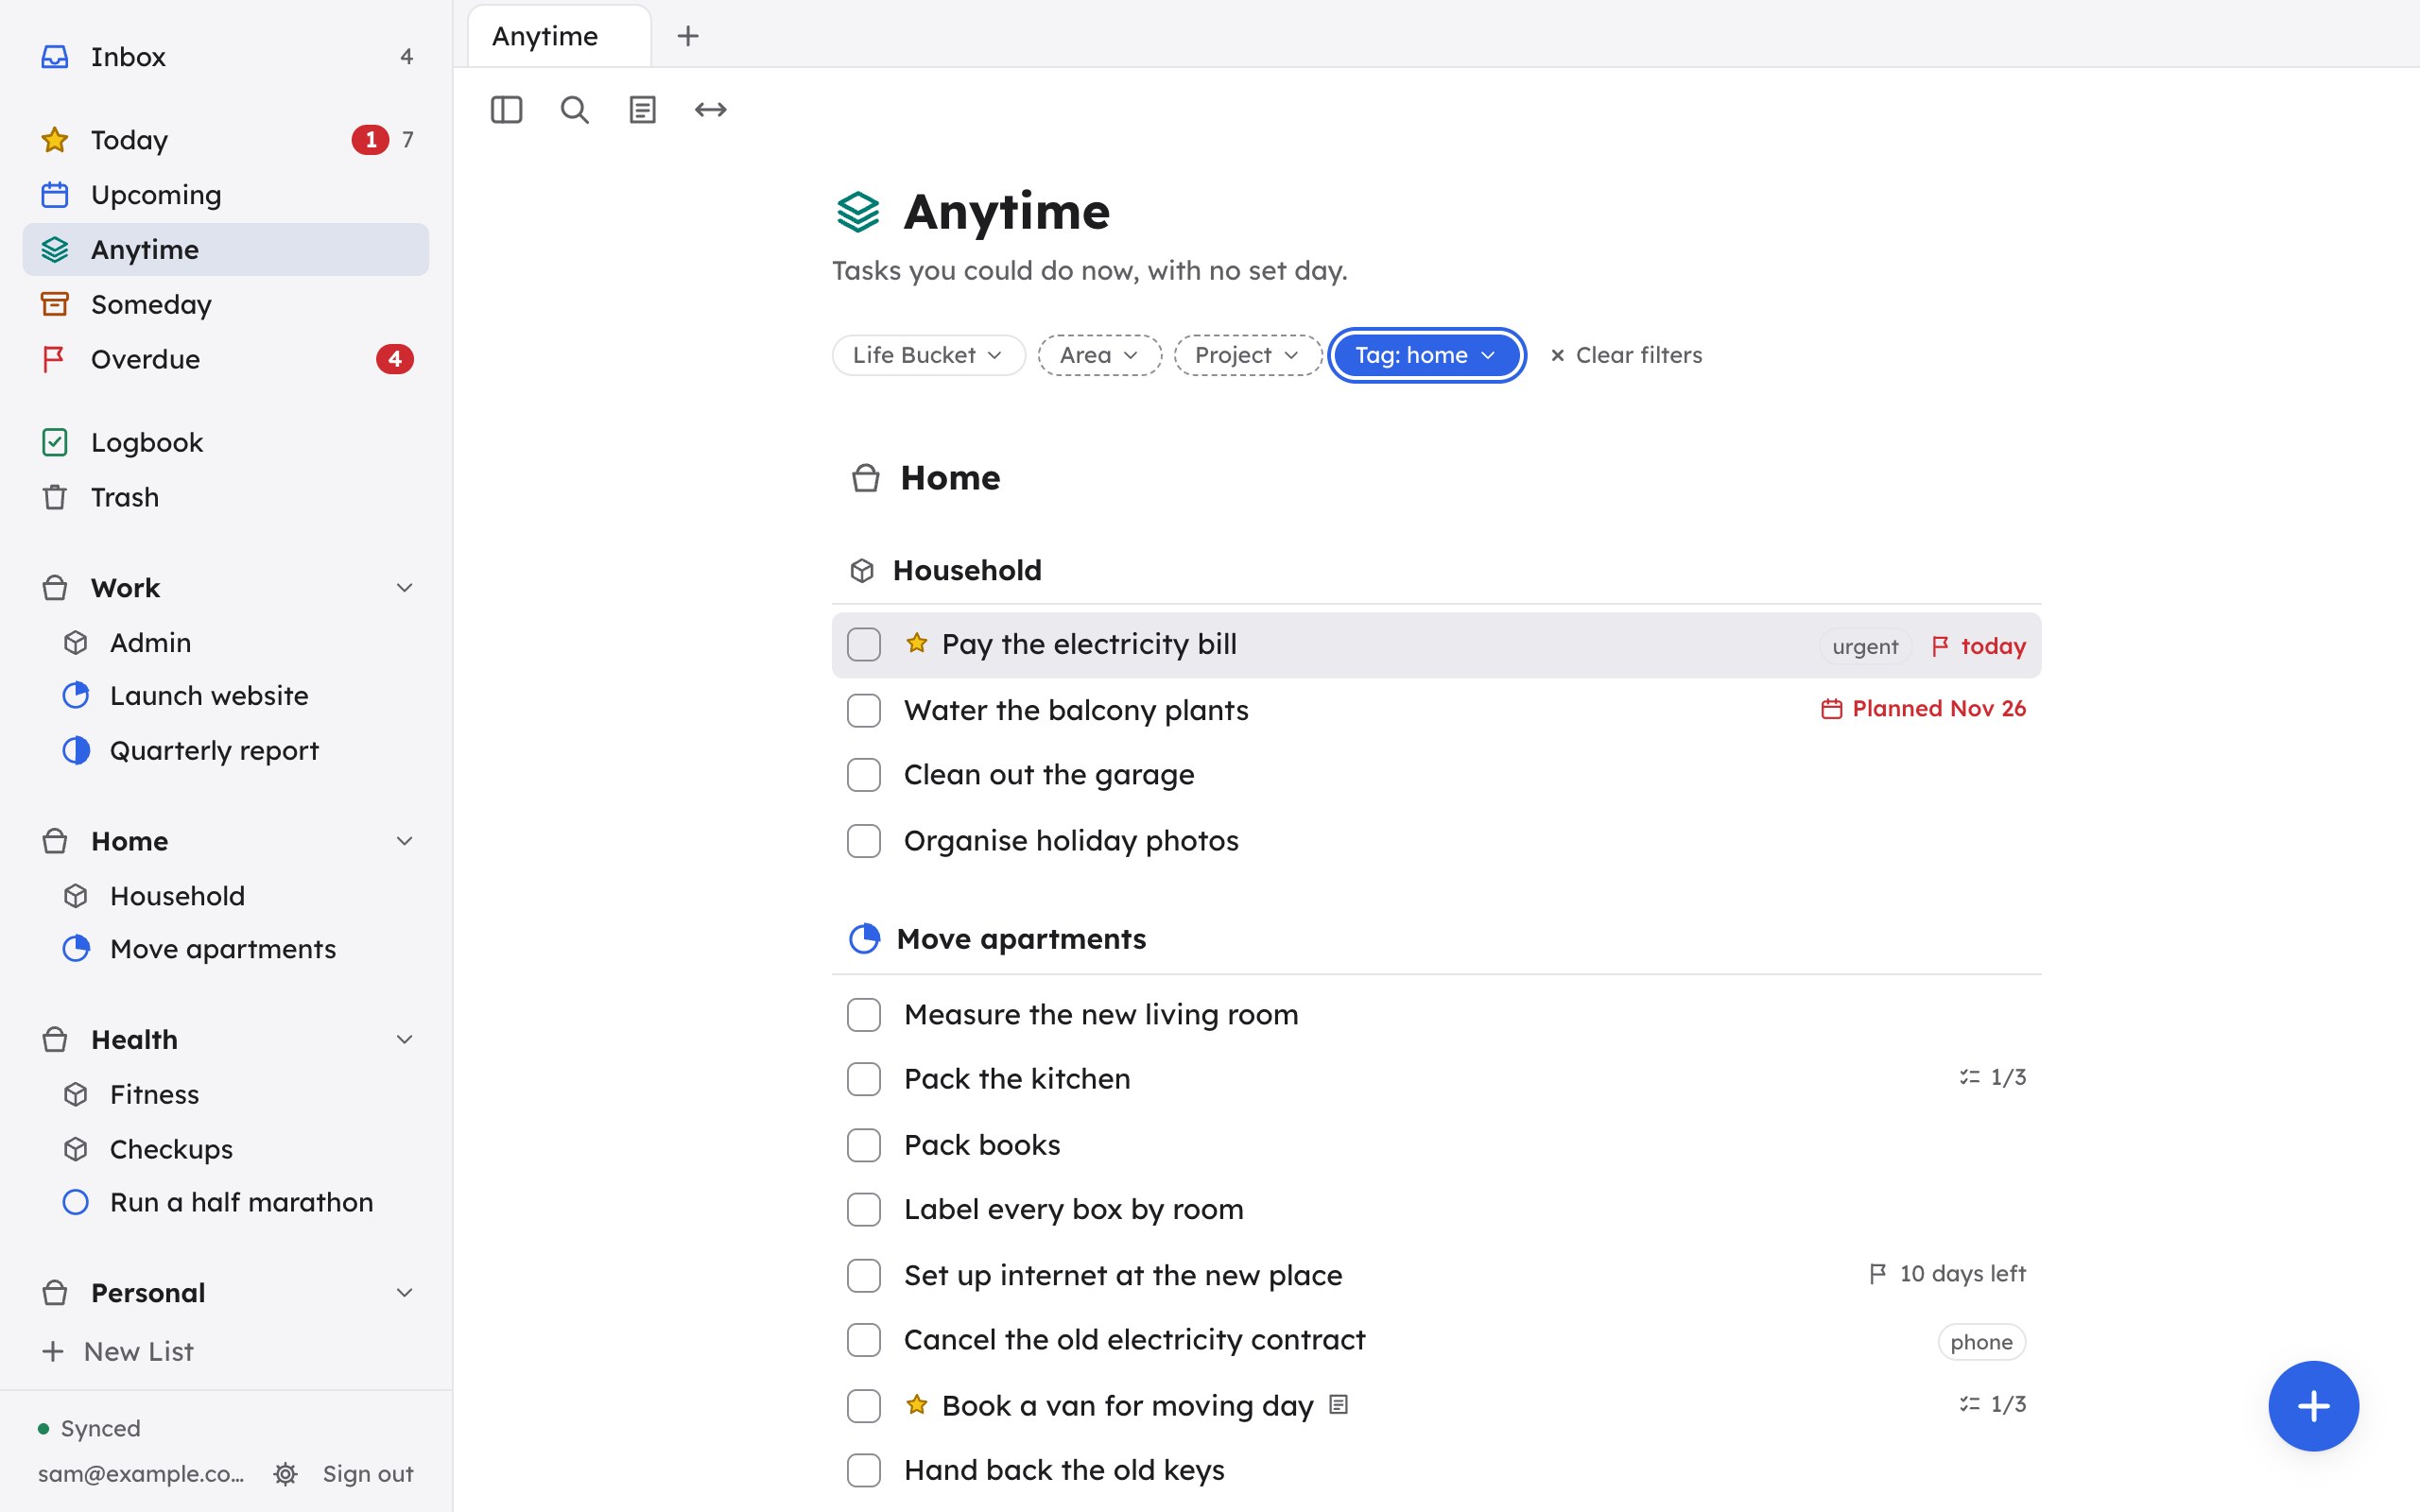 Inbox 4
Today 1 7
Upcoming
Anytime
Someday
Overdue 4
Logbook
Trash
Work
Admin
Launch website
Quarterly report
Home
Household
Move apartments
Health
Fitness
Checkups
Run a half marathon
Personal
New List
Synced
sam@example.co...
Sign out
Anytime
Anytime
Tasks you could do now, with no set day.
Life Bucket Area Project Tag: home Clear filters
Home
Household
Pay the electricity bill urgent today
Water the balcony plants Planned Nov 26
Clean out the garage
Organise holiday photos
Move apartments
Measure the new living room
Pack the kitchen 1/3
Pack books
Label every box by room
Set up internet at the new place 10 days left
Cancel the old electricity contract phone
Book a van for moving day 1/3
Hand back the old keys